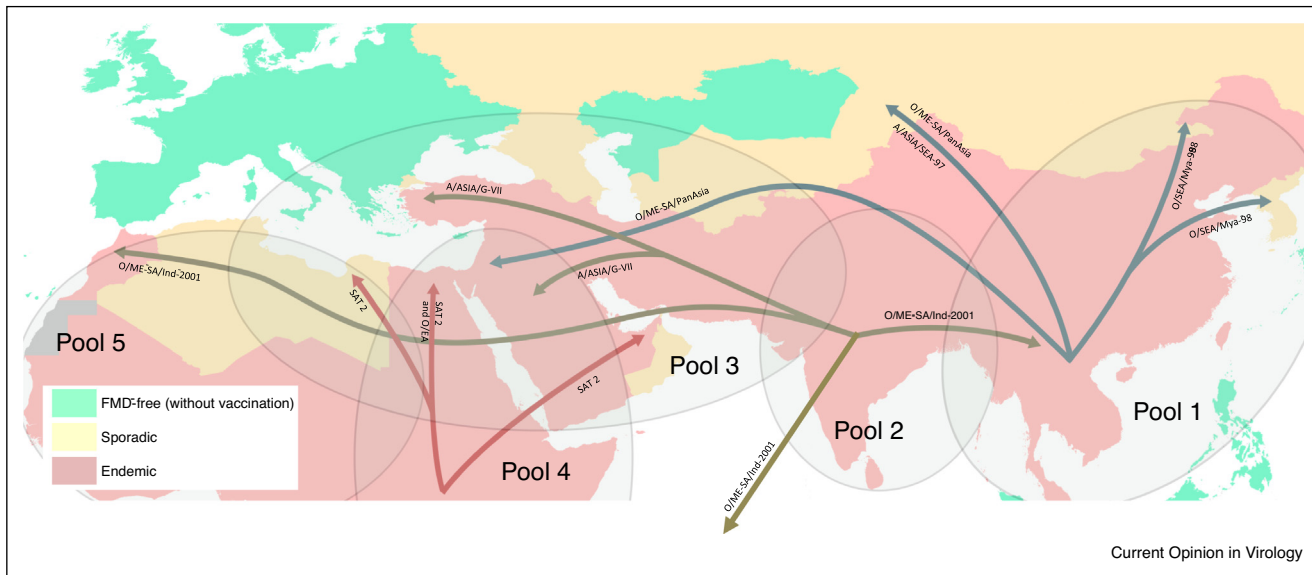 O/ME-SA/PanAsia
A/ASIA/SEA-97
O/SEA/Mya-98
O/SEA/Mya-98
A/ASIA/G-VII
O/ME-SA/PanAsia
A/ASIA/G-VII
O/ME-SA/Ind-2001
SAT 2
SAT 2
and O/EA
SAT 2
O/ME-SA/Ind-2001
O/ME-SA/Ind-2001
Pool 5
Pool 3
Pool 4
Pool 2
Pool 1
FMD-free (without vaccination)
Sporadic
Endemic
Current Opinion in Virology